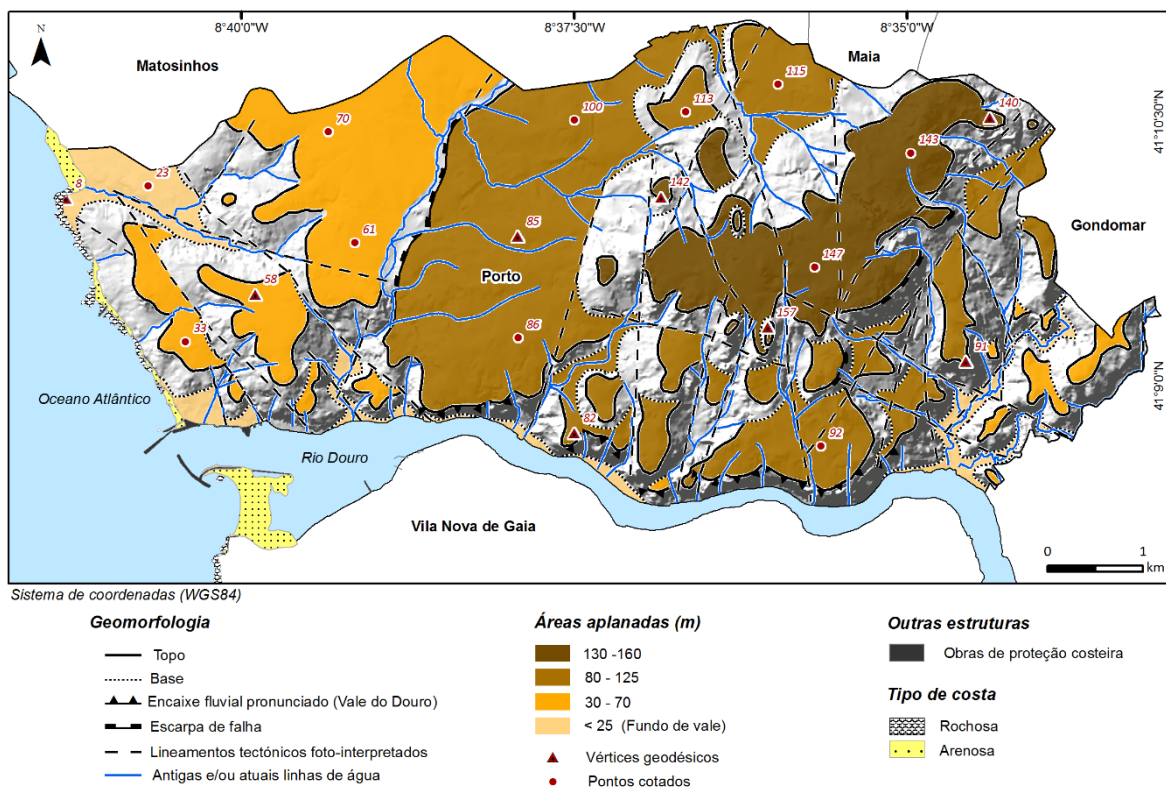 8°40'0"W
8°37'30"W
8°35'0"W
N
Matosinhos
Maia
115
140
70
100
113
41°10'30"N
143
23
8
142
Gondomar
61
85
147
Porto
58
157
33
86
91
41°9'0"N
Oceano Atlântico
82
92
Rio Douro
Vila Nova de Gaia
0 1
km
Sistema de coordenadas (WGS84)
Geomorfologia
Topo
Base
Encaixe fluvial pronunciado (Vale do Douro)
Escarpa de falha
Lineamentos tectónicos foto-interpretados
Antigas e/ou atuais linhas de água
Áreas aplanadas (m)
130 -160
80 - 125
30 - 70
< 25 (Fundo de vale)
Vértices geodésicos
Pontos cotados
Outras estruturas
Obras de proteção costeira
Tipo de costa
Rochosa
Arenosa